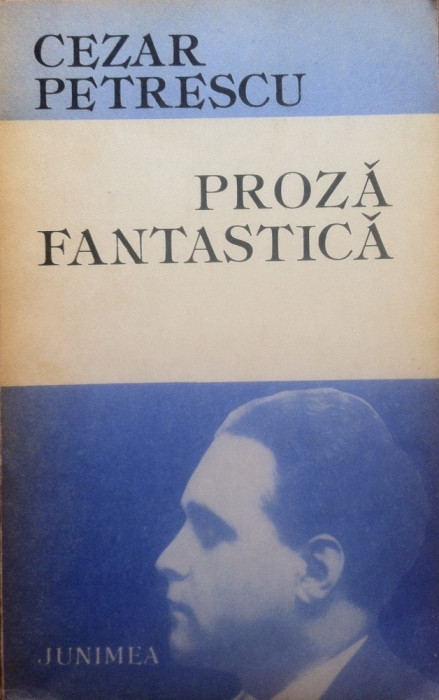 CEZAR
PETRESCU
PROZĂ
FANTASTICĂ
JUNIMEA